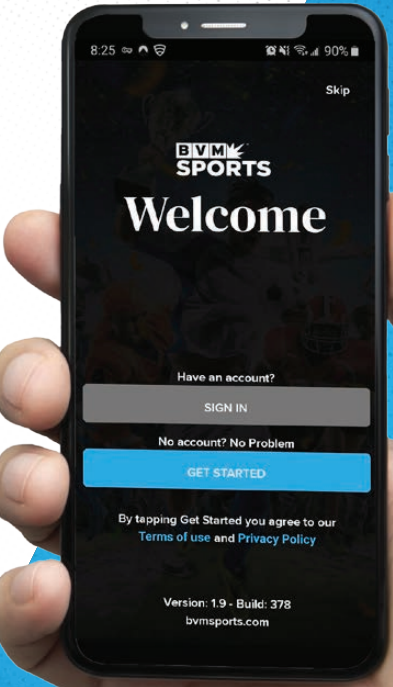 8:25 90%
Skip
BVM
SPORTS
Welcome
Have an account?
SIGN IN
No account? No Problem
GET STARTED
By tapping Get Started you agree to our
Terms of use and Privacy Policy
Version: 1.9 - Build: 378
bvmsports.com